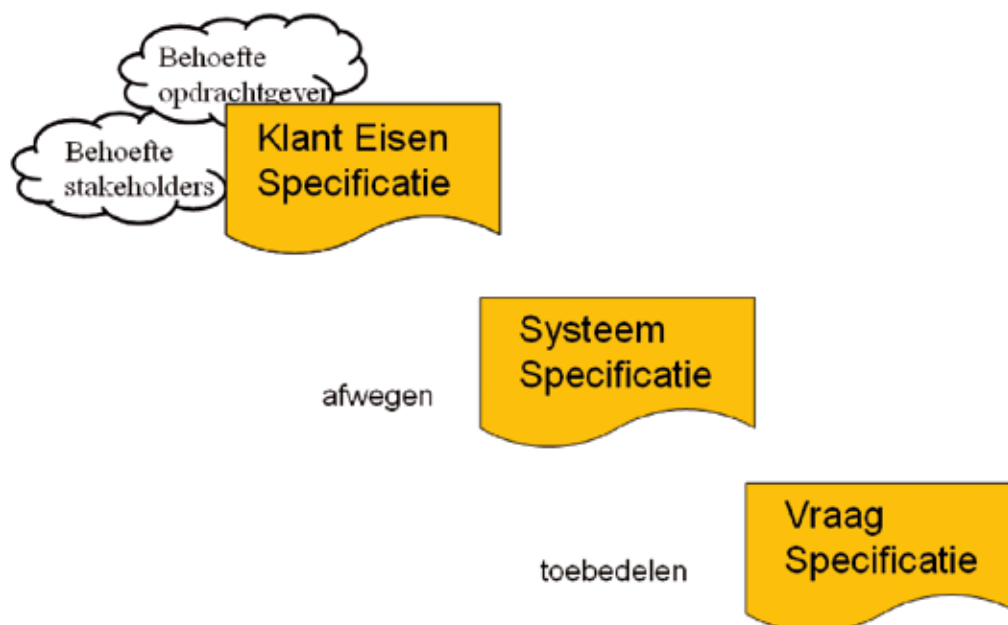 Behoefte
opdrachtgever
Behoefte
stakeholders
Klant Eisen
Specificatie
Systeem
Specificatie
afwegen
Vraag
Specificatie
toebedelen